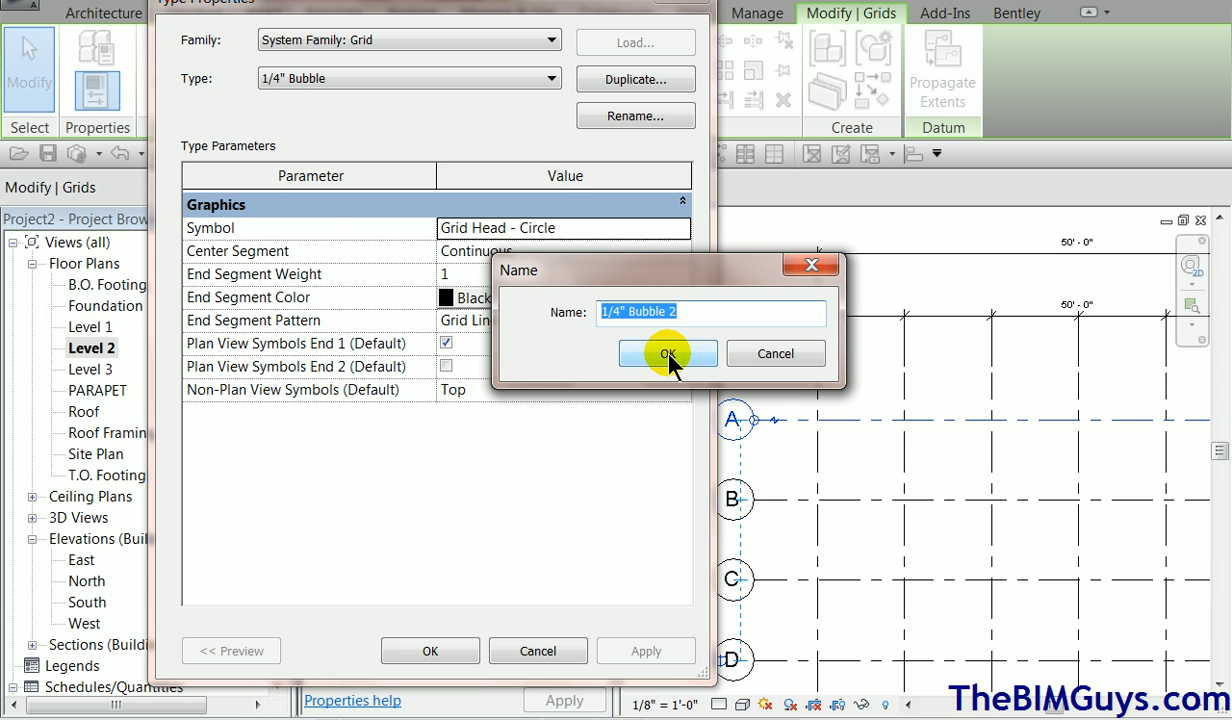 Type Properties
Architecture
Manage
Modify | Grids
Add-Ins
Bentley
Family:
System Family: Grid
Load...
Type:
1/4" Bubble
Duplicate...
Rename...
Modify
Propagate
Extents
Select
Properties
Create
Datum
Type Parameters
Modify | Grids
Parameter
Value
Graphics
Symbol
Grid Head - Circle
Center Segment
Continuous
End Segment Weight
1
End Segment Color
Black
End Segment Pattern
Grid Lin
Plan View Symbols End 1 (Default)
Plan View Symbols End 2 (Default)
Non-Plan View Symbols (Default)
Top
Name
Name:
1/4" Bubble 2
OK
Cancel
Project2 - Project Brow
Views (all)
Floor Plans
B.O. Footing
Foundation
Level 1
Level 2
Level 3
PARAPET
Roof
Roof Framin
Site Plan
T.O. Footing
Ceiling Plans
3D Views
Elevations (Buil
East
North
South
West
Sections (Buildi
Legends
Schedules/Quantities
50' - 0"
2D
50' - 0"
A
B
C
D
<< Preview
OK
Cancel
Apply
Properties help
Apply
1/8" = 1'-0"
TheBIMGuys.com